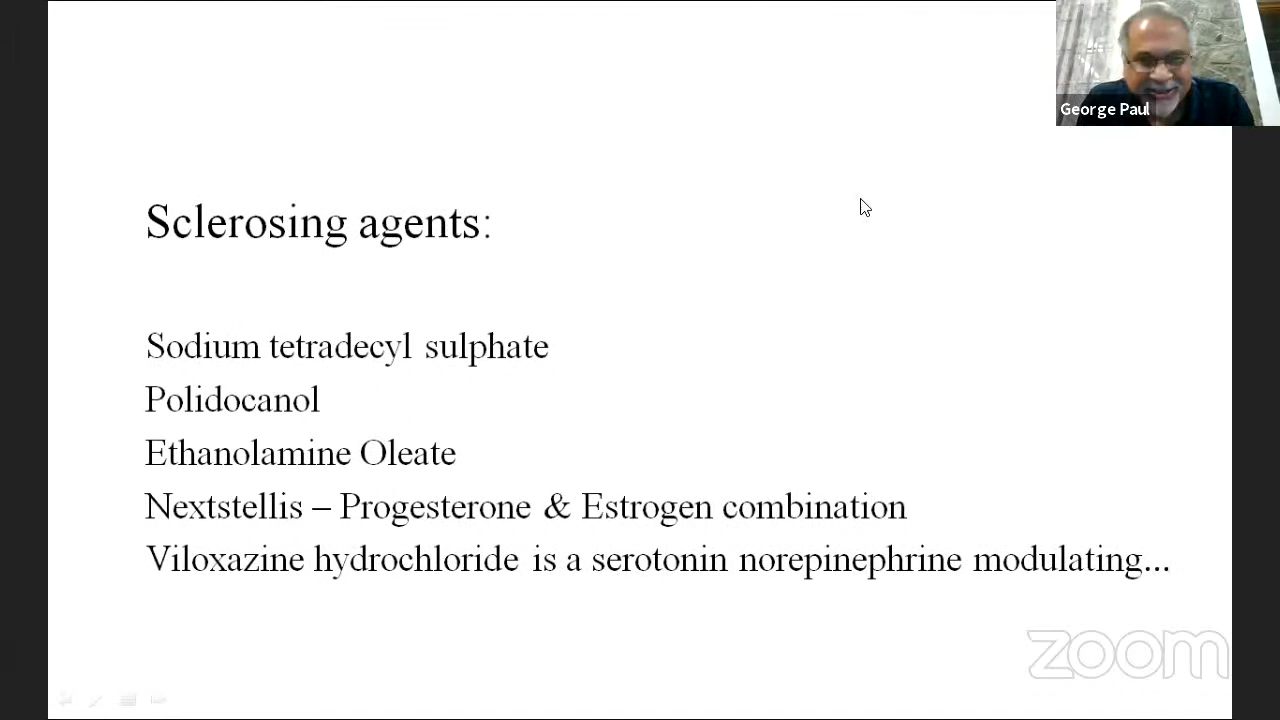 George Paul
Sclerosing agents:
Sodium tetradecyl sulphate
Polidocanol
Ethanolamine Oleate
Nextstellis – Progesterone & Estrogen combination
Viloxazine hydrochloride is a serotonin norepinephrine modulating...
zoom